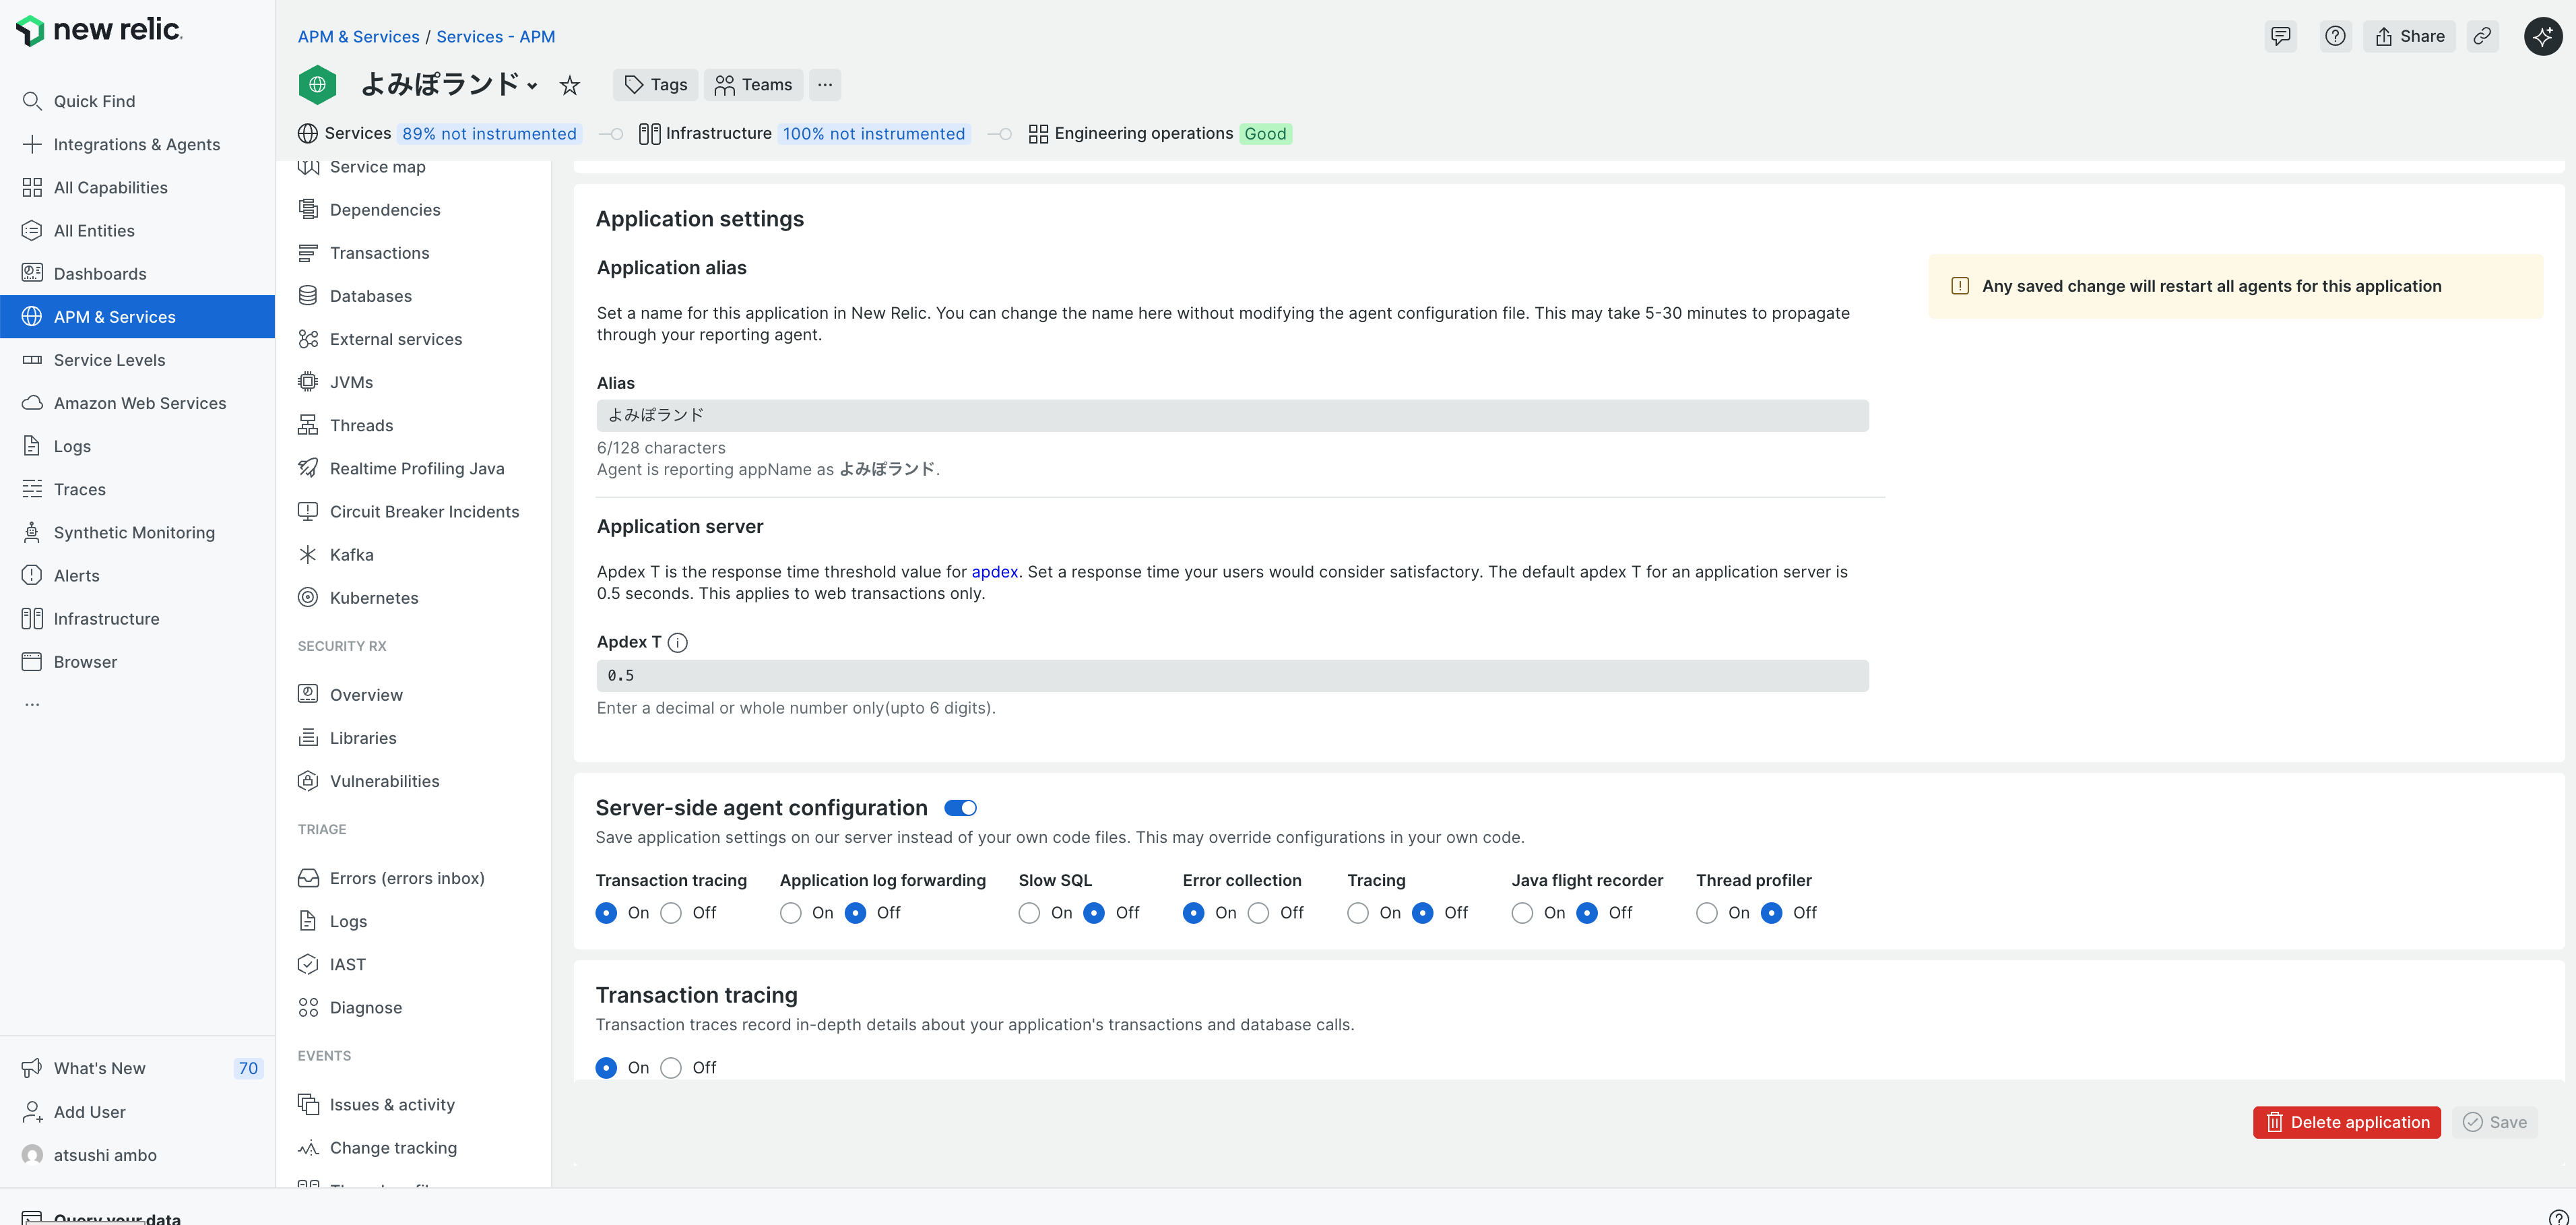 new relic
Quick Find
Integrations & Agents
All Capabilities
All Entities
Dashboards
APM & Services
Service Levels
Amazon Web Services
Logs
Traces
Synthetic Monitoring
Alerts
Infrastructure
Browser
...
What's New 70
Add User
atsushi ambo
Query your data
APM & Services / Services - APM
Share
よみぽランド
Tags
Teams
...
Services 89% not instrumented
Infrastructure 100% not instrumented
Engineering operations Good
Service map
Dependencies
Transactions
Databases
External services
JVMs
Threads
Realtime Profiling Java
Circuit Breaker Incidents
Kafka
Kubernetes
SECURITY RX
Overview
Libraries
Vulnerabilities
TRIAGE
Errors (errors inbox)
Logs
IAST
Diagnose
EVENTS
Issues & activity
Change tracking
Application settings
Application alias
Set a name for this application in New Relic. You can change the name here without modifying the agent configuration file. This may take 5-30 minutes to propagate
through your reporting agent.
Alias
よみぽランド
6/128 characters
Agent is reporting appName as よみぽランド.
Any saved change will restart all agents for this application
Application server
Apdex T is the response time threshold value for apdex. Set a response time your users would consider satisfactory. The default apdex T for an application server is
0.5 seconds. This applies to web transactions only.
Apdex T
0.5
Enter a decimal or whole number only(upto 6 digits).
Server-side agent configuration
Save application settings on our server instead of your own code files. This may override configurations in your own code.
Transaction tracing Application log forwarding Slow SQL Error collection Tracing Java flight recorder Thread profiler
On Off On Off On Off On Off On Off On Off On Off
Transaction tracing
Transaction traces record in-depth details about your application's transactions and database calls.
On Off
Delete application
Save